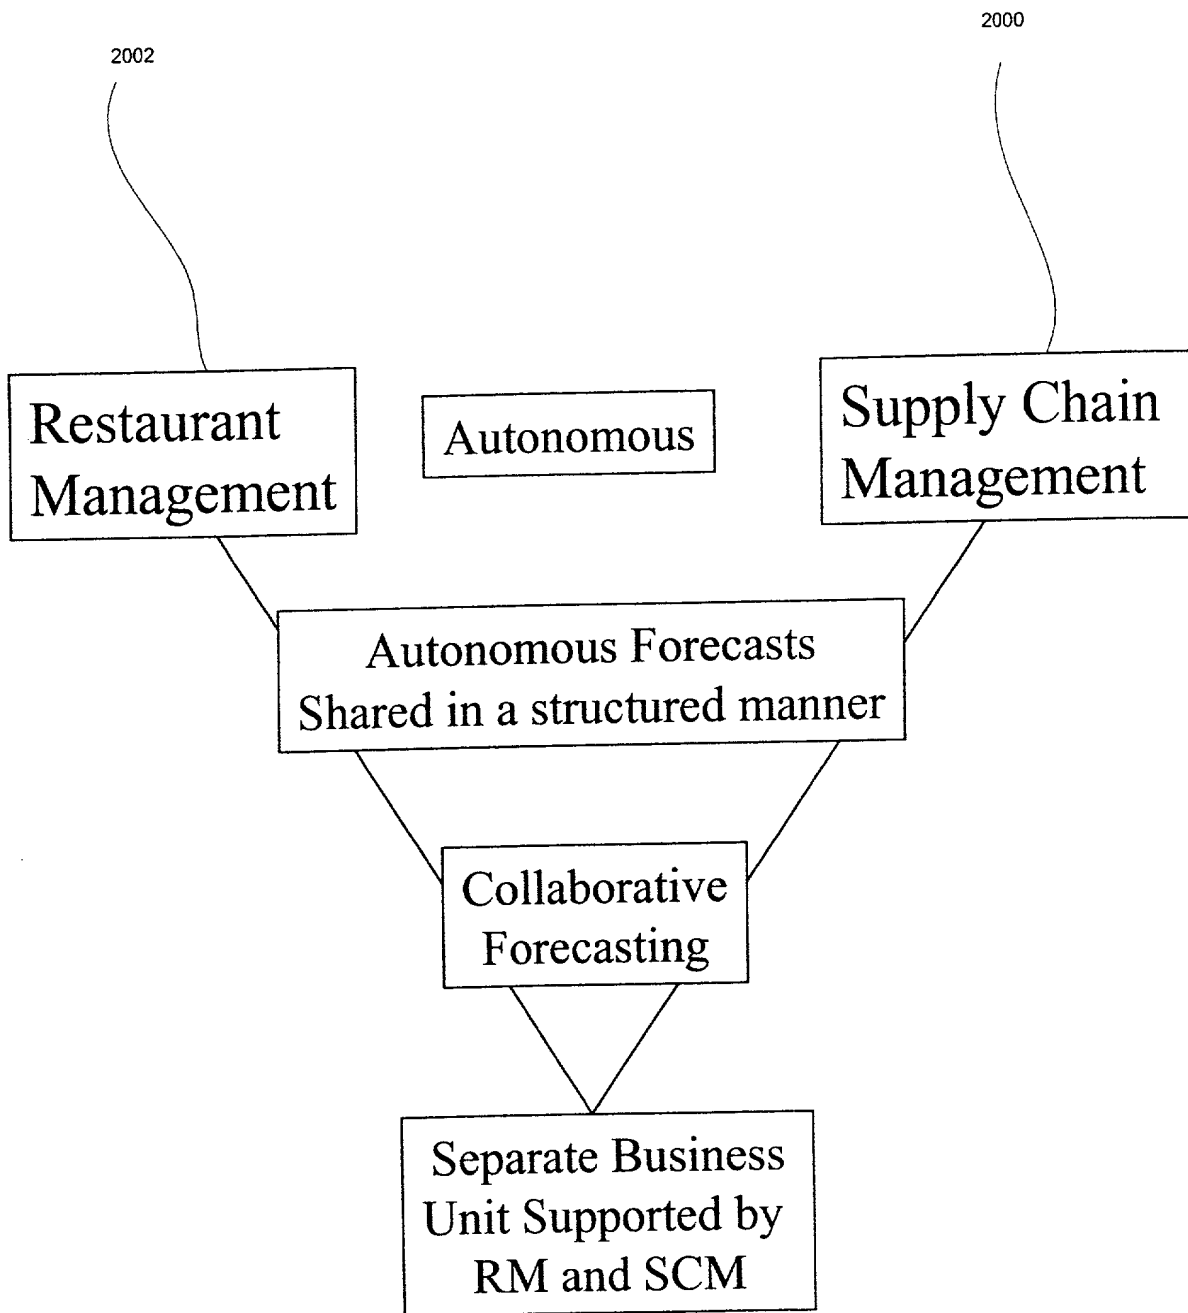 2002
2000
Restaurant
Management
Autonomous
Supply Chain
Management
Autonomous Forecasts
Shared in a structured manner
Collaborative
Forecasting
Separate Business
Unit Supported by
RM and SCM